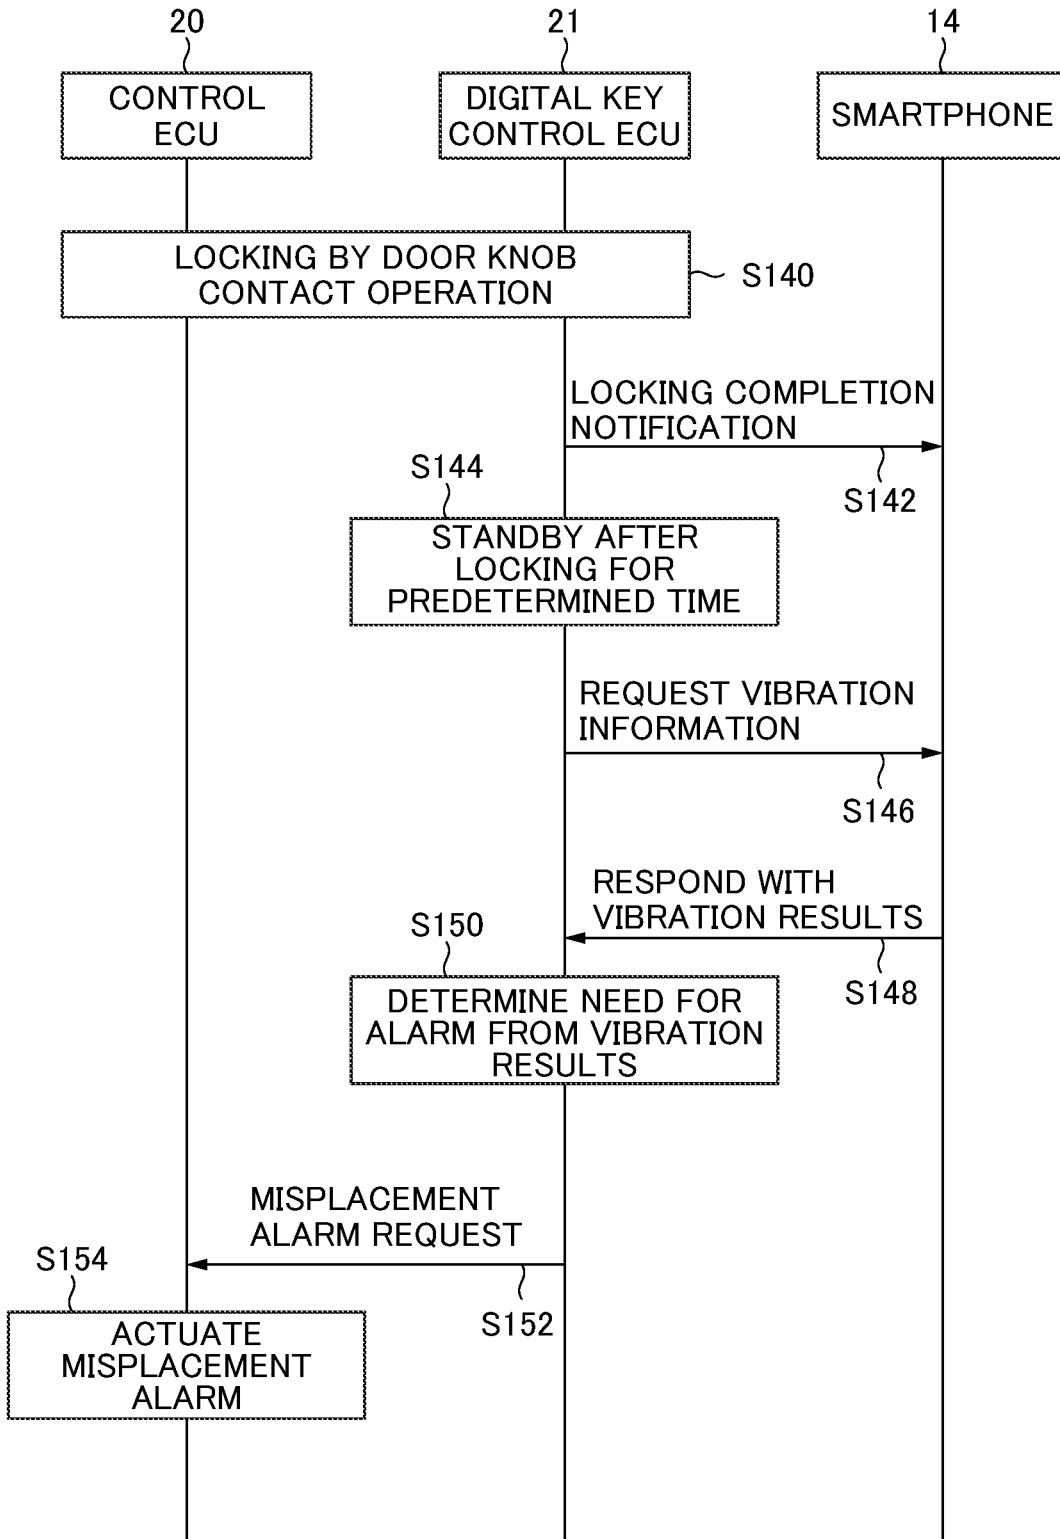 20
21
14
CONTROL
ECU
DIGITAL KEY
CONTROL ECU
SMARTPHONE
LOCKING BY DOOR KNOB
CONTACT OPERATION
S140
LOCKING COMPLETION
NOTIFICATION
S142
S144
STANDBY AFTER
LOCKING FOR
PREDETERMINED TIME
REQUEST VIBRATION
INFORMATION
S146
RESPOND WITH
VIBRATION RESULTS
S148
S150
DETERMINE NEED FOR
ALARM FROM VIBRATION
RESULTS
MISPLACEMENT
ALARM REQUEST
S152
S154
ACTUATE
MISPLACEMENT
ALARM